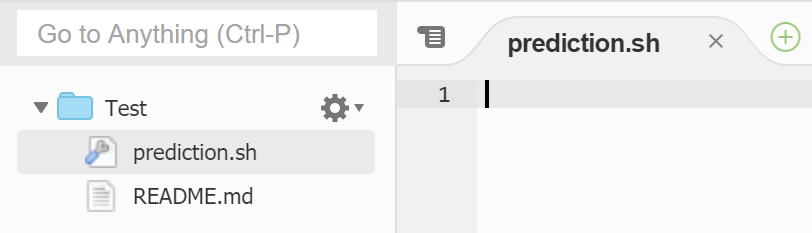 Go to Anything (Ctrl-P)
prediction.sh
Test
1
prediction.sh
README.md